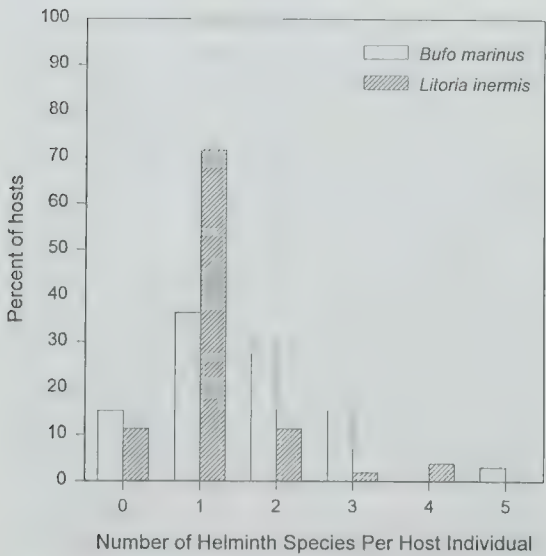 100
90
80
70
60
50
40
30
20
10
0
Percent of hosts
Bufo marinus
Litoria inermis
0 1 2 3 4 5
Number of Helminth Species Per Host Individual